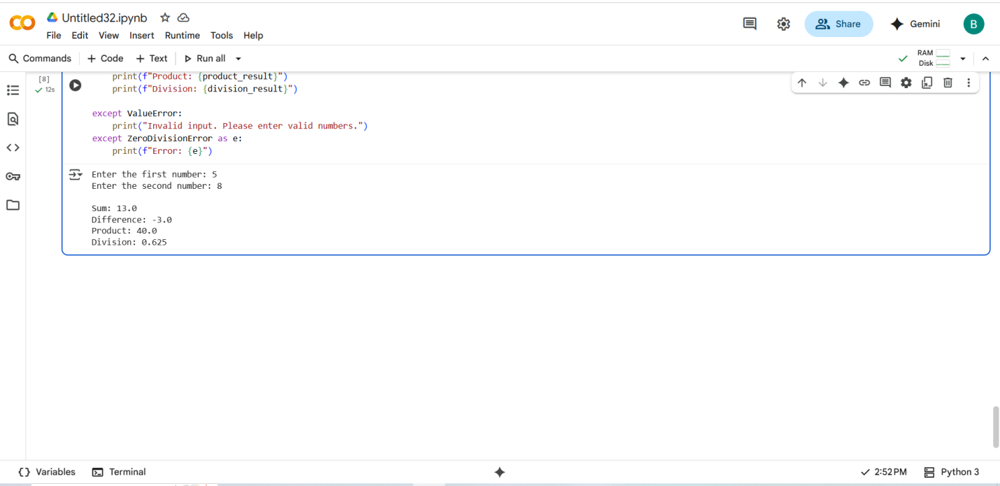 Untitled32.ipynb
File Edit View Insert Runtime Tools Help
Share
Gemini
B
Commands + Code + Text Run all
RAM
Disk
[8]
12s
print(f"Product: {product_result}")
print(f"Division: {division_result}")
except ValueError:
print("Invalid input. Please enter valid numbers.")
except ZeroDivisionError as e:
print(f"Error: {e}")
Enter the first number: 5
Enter the second number: 8
Sum: 13.0
Difference: -3.0
Product: 40.0
Division: 0.625
{} Variables Terminal
2:52 PM Python 3